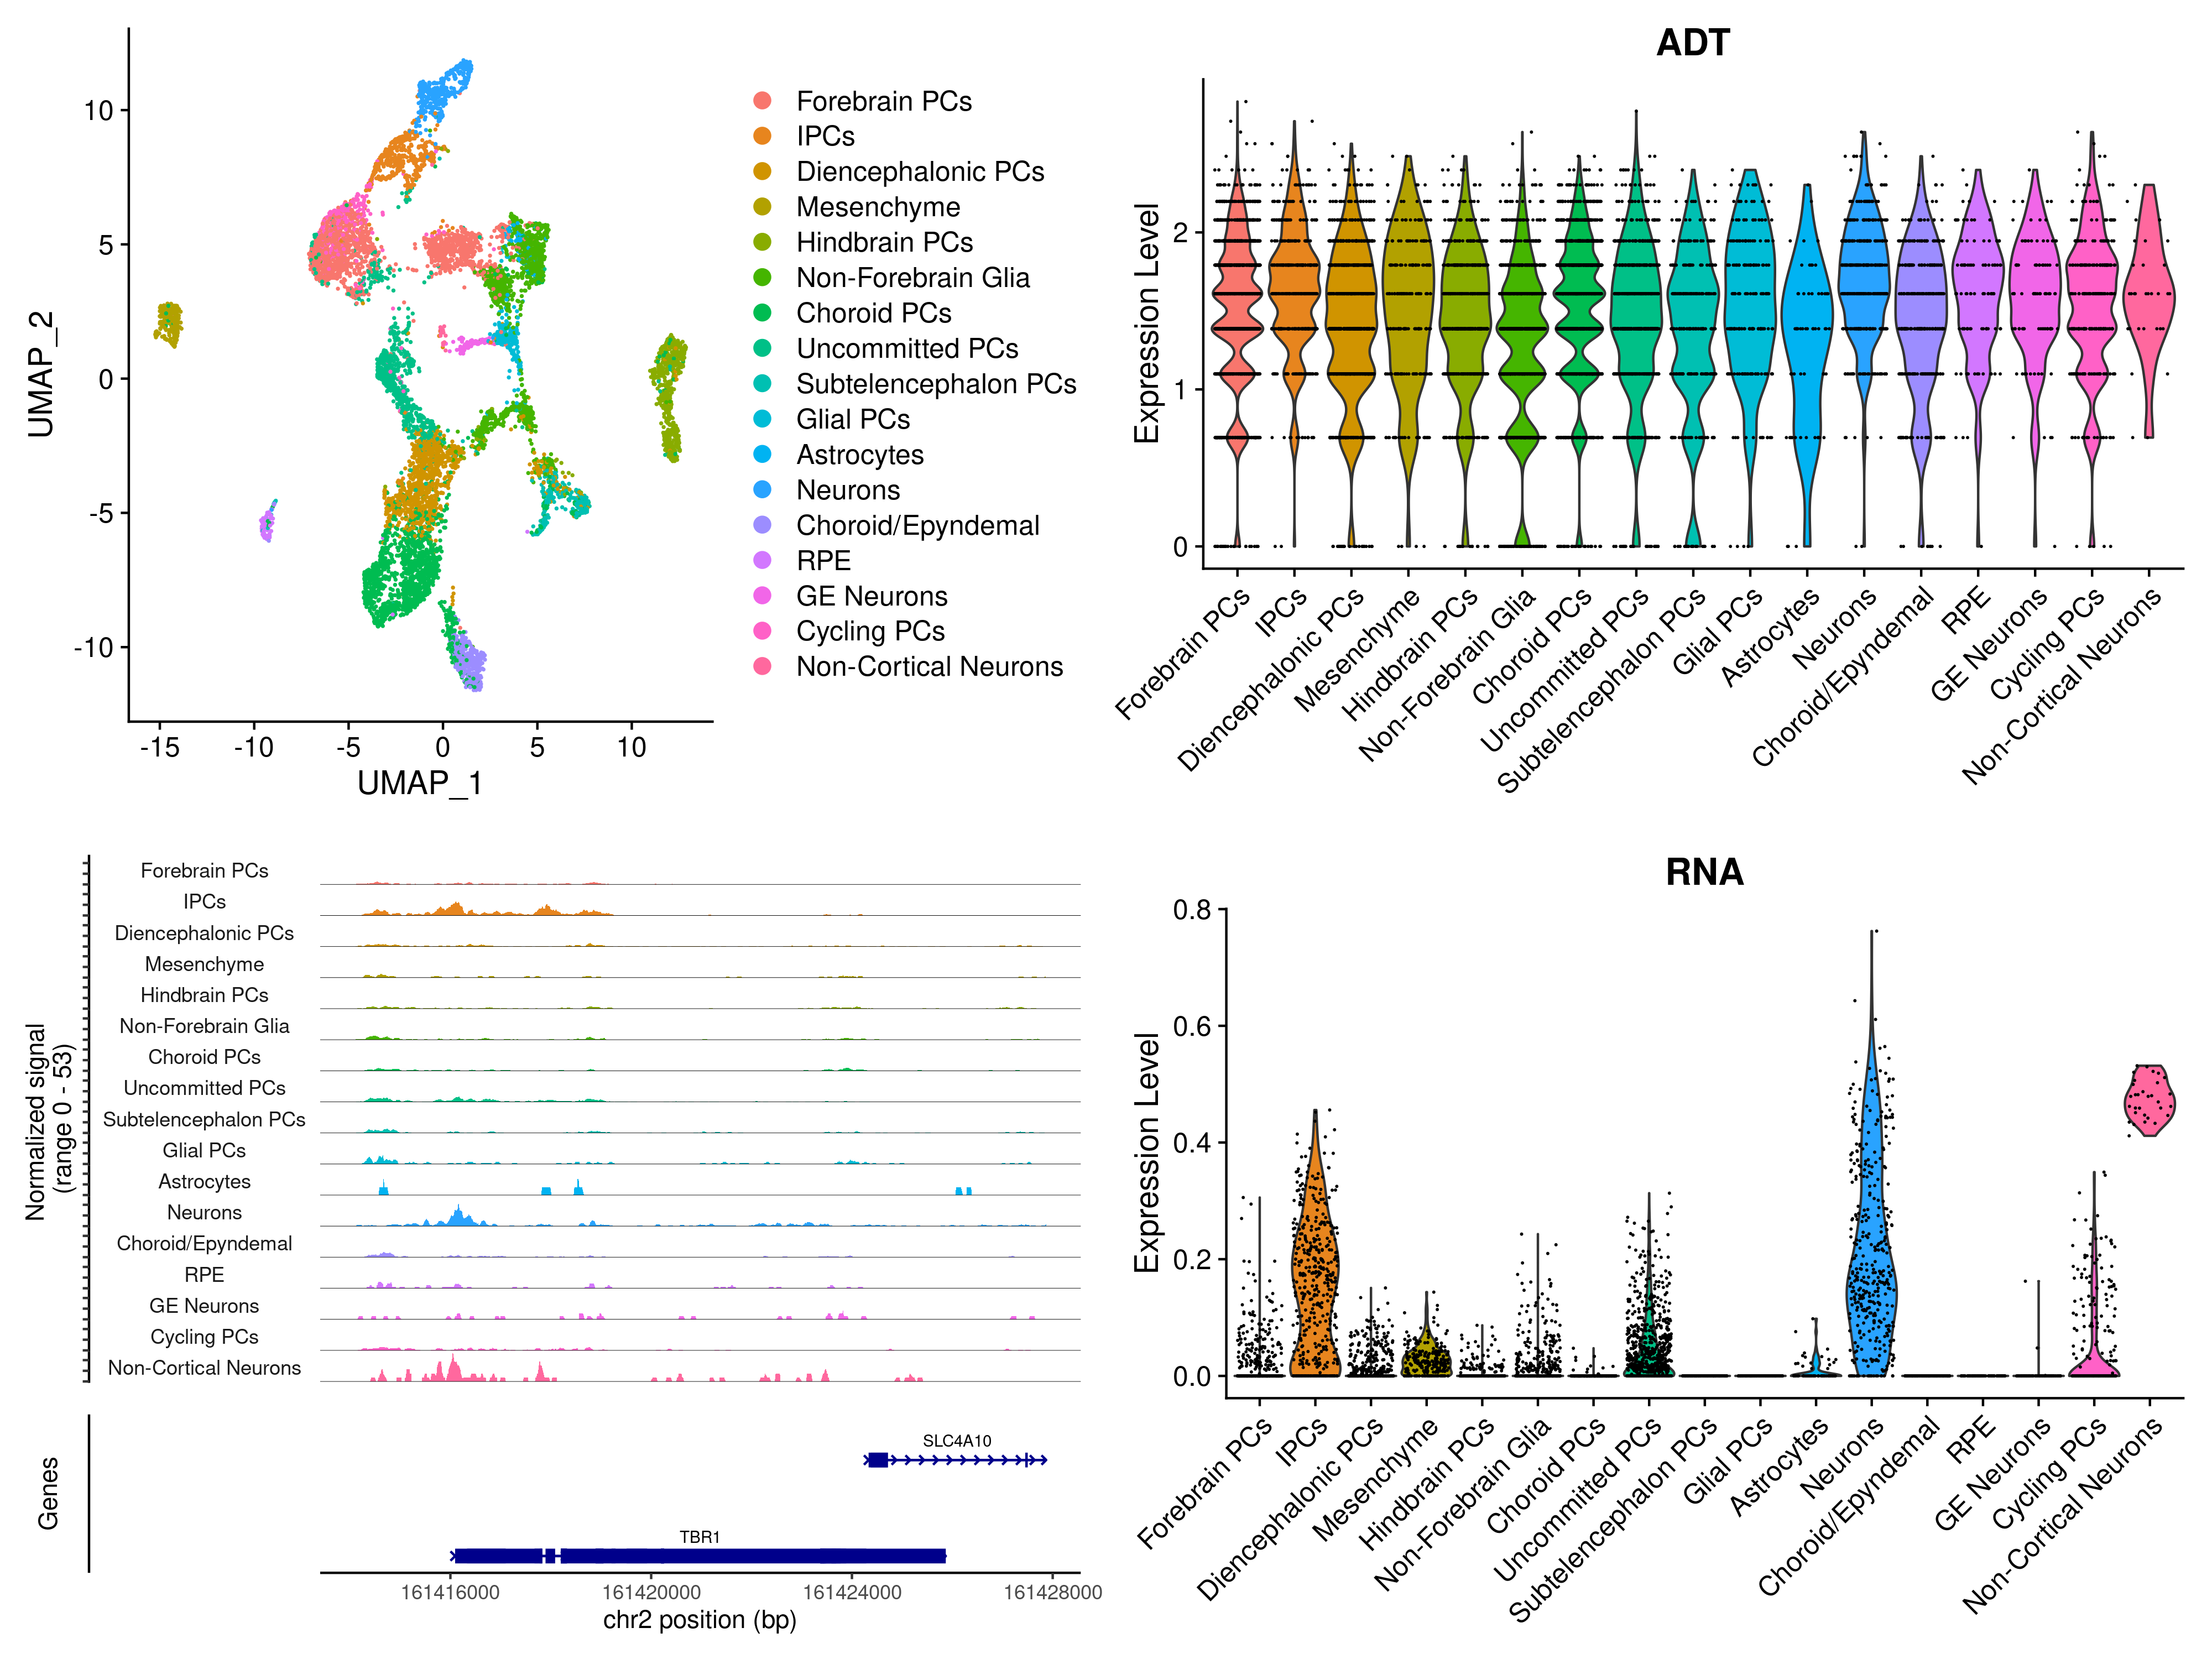 10
5
0
-5
-10
UMAP_2
-15
-10
-5
0
5
10
UMAP_1
Forebrain PCs
IPCs
Diencephalonic PCs
Mesenchyme
Hindbrain PCs
Non-Forebrain Glia
Choroid PCs
Uncommitted PCs
Subtelencephalon PCs
Glial PCs
Astrocytes
Neurons
Choroid/Epyndemal
RPE
GE Neurons
Cycling PCs
Non-Cortical Neurons
ADT
Expression Level
2
1
0
Forebrain PCs
IPCs
Diencephalonic PCs
Mesenchyme
Hindbrain PCs
Non-Forebrain Glia
Choroid PCs
Uncommitted PCs
Subtelencephalon PCs
Glial PCs
Astrocytes
Neurons
Choroid/Epyndemal
RPE
GE Neurons
Cycling PCs
Non-Cortical Neurons
Normalized signal
(range 0 - 53)
Forebrain PCs
IPCs
Diencephalonic PCs
Mesenchyme
Hindbrain PCs
Non-Forebrain Glia
Choroid PCs
Uncommitted PCs
Subtelencephalon PCs
Glial PCs
Astrocytes
Neurons
Choroid/Epyndemal
RPE
GE Neurons
Cycling PCs
Non-Cortical Neurons
Genes
SLC4A10
TBR1
161416000
161420000
161424000
161428000
chr2 position (bp)
RNA
Expression Level
0.8
0.6
0.4
0.2
0.0
Forebrain PCs
IPCs
Diencephalonic PCs
Mesenchyme
Hindbrain PCs
Non-Forebrain Glia
Choroid PCs
Uncommitted PCs
Subtelencephalon PCs
Glial PCs
Astrocytes
Neurons
Choroid/Epyndemal
RPE
GE Neurons
Cycling PCs
Non-Cortical Neurons